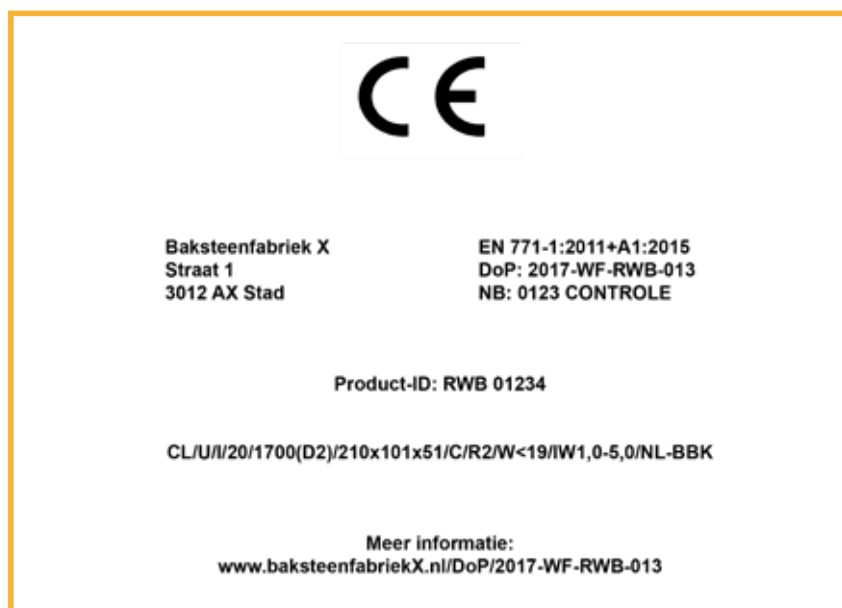 CE
Baksteenfabriek X
Straat 1
3012 AX Stad
EN 771-1:2011+A1:2015
DoP: 2017-WF-RWB-013
NB: 0123 CONTROLE
Product-ID: RWB 01234
CL/U/I/20/1700(D2)/210x101x51/C/R2/W<19/IW1,0-5,0/NL-BBK
Meer informatie:
www.baksteenfabriekX.nl/DoP/2017-WF-RWB-013